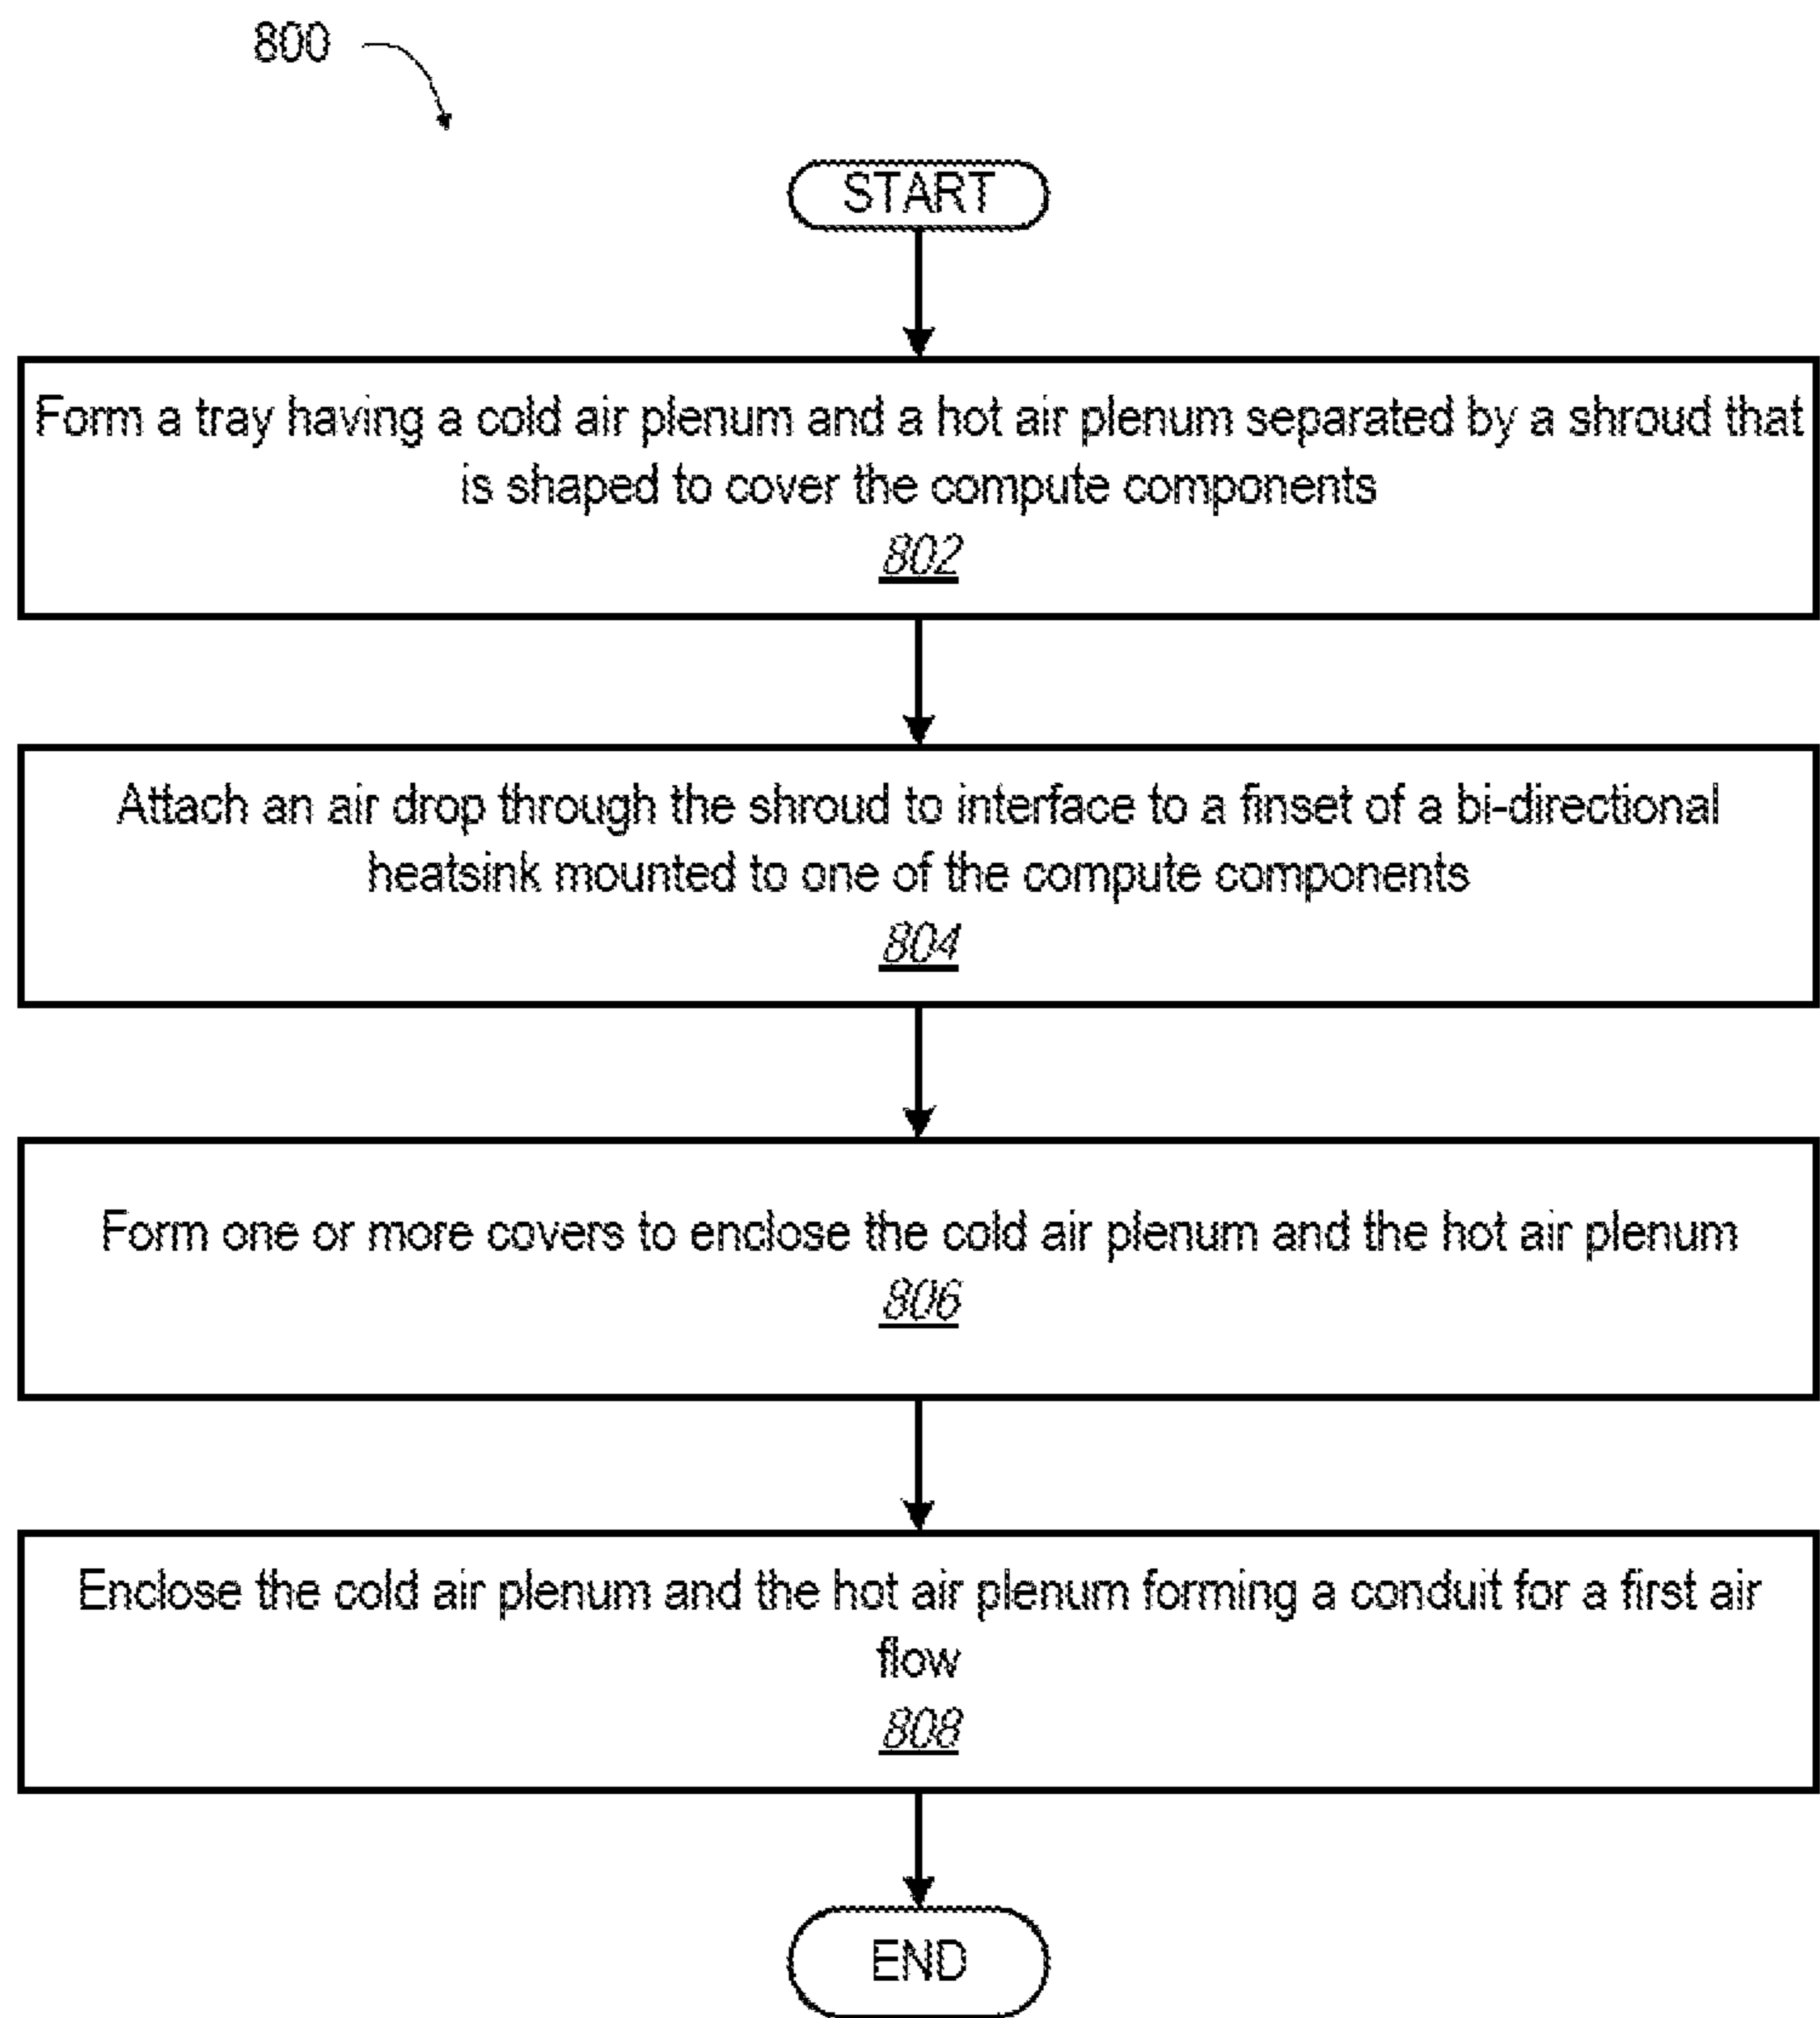 800
START
Form a tray having a cold air plenum and a hot air plenum separated by a shroud that
is shaped to cover the compute components
802
Attach an air drop through the shroud to interface to a finset of a bi-directional
heatsink mounted to one of the compute components
804
Form one or more covers to enclose the cold air plenum and the hot air plenum
806
Enclose the cold air plenum and the hot air plenum forming a conduit for a first air
flow
808
END